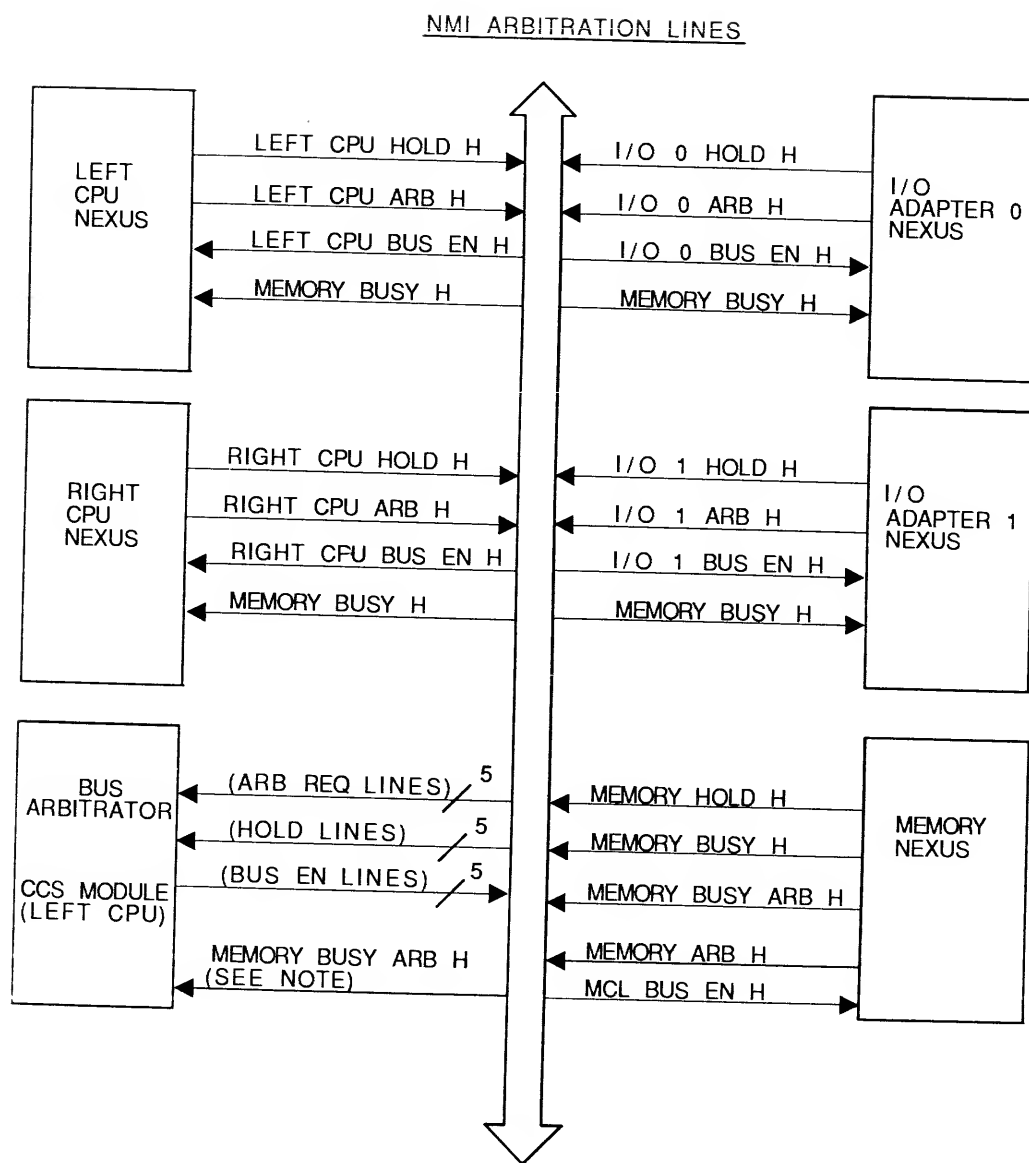 NMI ARBITRATION LINES
LEFT
CPU
NEXUS
LEFT CPU HOLD H
LEFT CPU ARB H
LEFT CPU BUS EN H
MEMORY BUSY H
I/O 0 HOLD H
I/O 0 ARB H
I/O 0 BUS EN H
MEMORY BUSY H
I/O
ADAPTER 0
NEXUS
RIGHT
CPU
NEXUS
RIGHT CPU HOLD H
RIGHT CPU ARB H
RIGHT CPU BUS EN H
MEMORY BUSY H
I/O 1 HOLD H
I/O 1 ARB H
I/O 1 BUS EN H
MEMORY BUSY H
I/O
ADAPTER 1
NEXUS
BUS
ARBITRATOR
CCS MODULE
(LEFT CPU)
(ARB REQ LINES) 5
(HOLD LINES) 5
(BUS EN LINES) 5
MEMORY BUSY ARB H
(SEE NOTE)
MEMORY HOLD H
MEMORY BUSY H
MEMORY BUSY ARB H
MEMORY ARB H
MCL BUS EN H
MEMORY
NEXUS